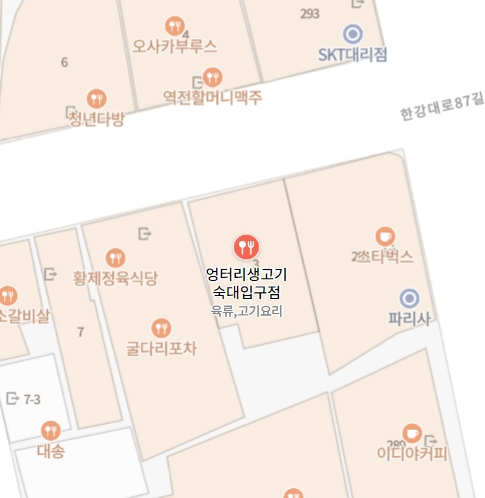 293
4
오사카부루스
SKT대리점
6
역전할머니맥주
한강대로87길
청년다방
3
스타벅스
엉터리생고기
숙대입구점
육류,고기요리
황제정육식당
파리사
소갈비살
7
굴다리포차
7-3
대송
289
이디야커피